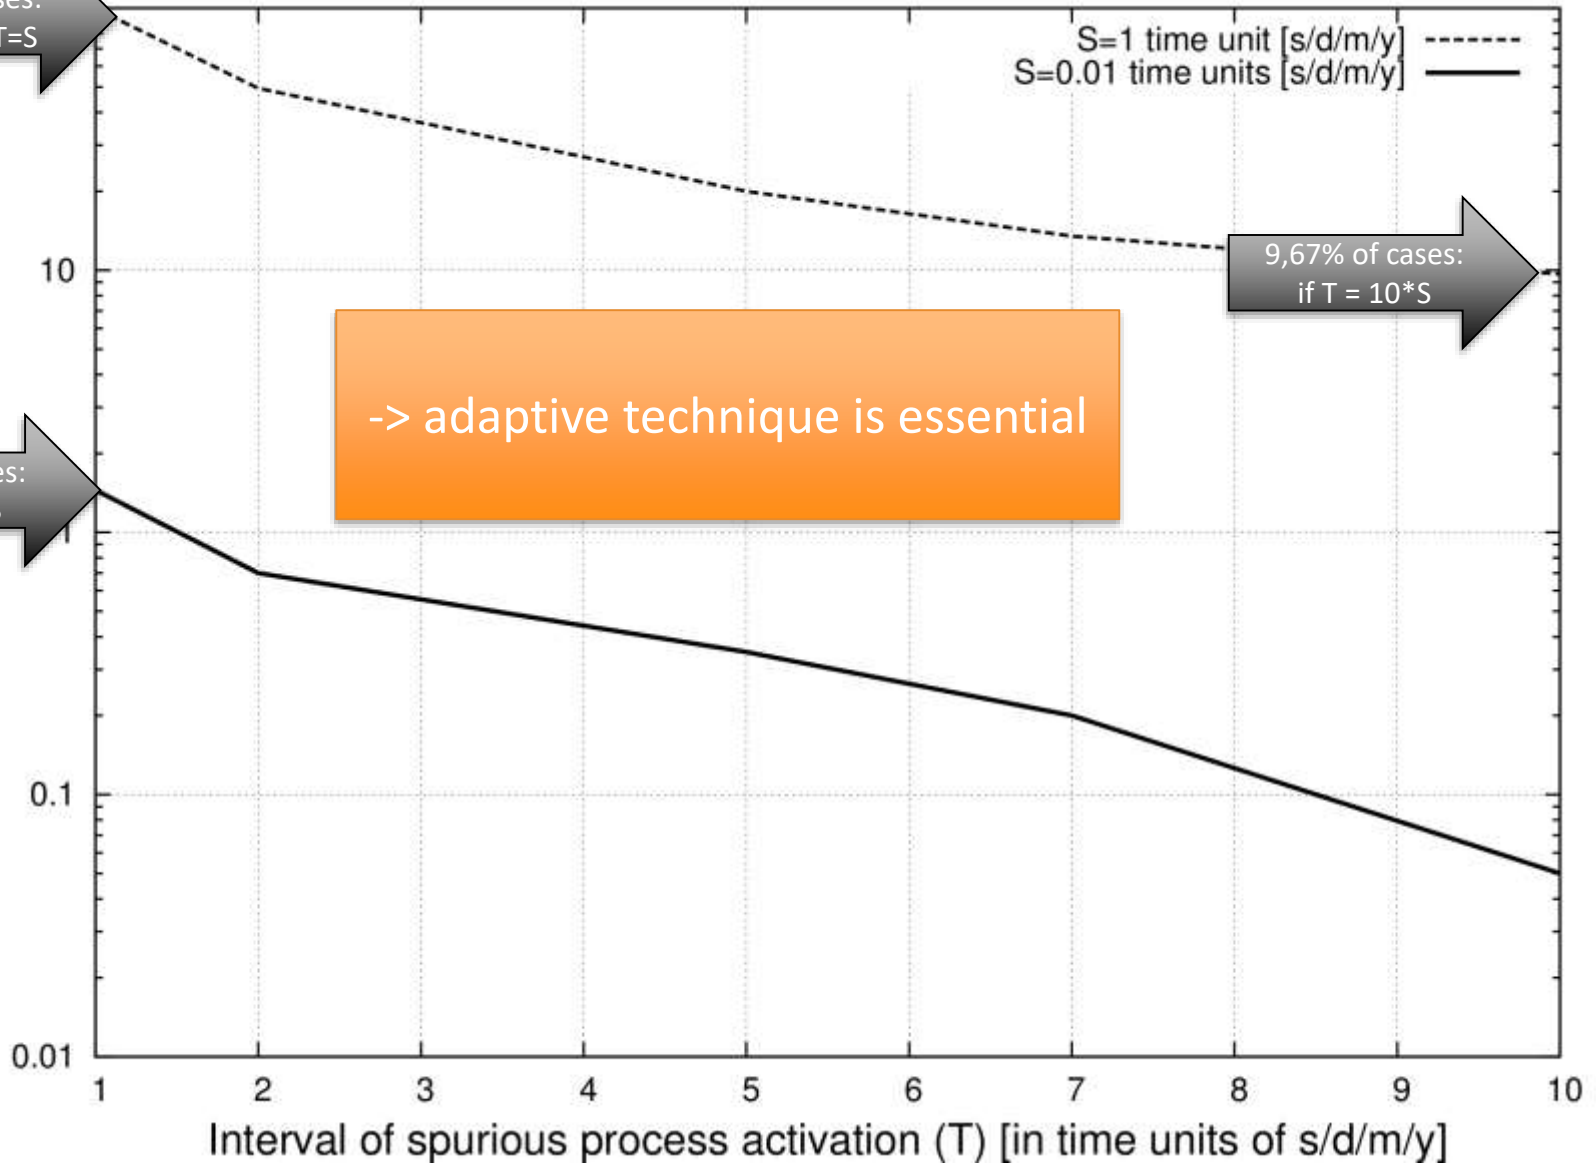 T=S
S=1 time unit [s/d/m/y]
S=0.01 time units [s/d/m/y]
10
9,67% of cases:
if T = 10*S
-> adaptive technique is essential
0.1
0.01
1 2 3 4 5 6 7 8 9 10
Interval of spurious process activation (T) [in time units of s/d/m/y]